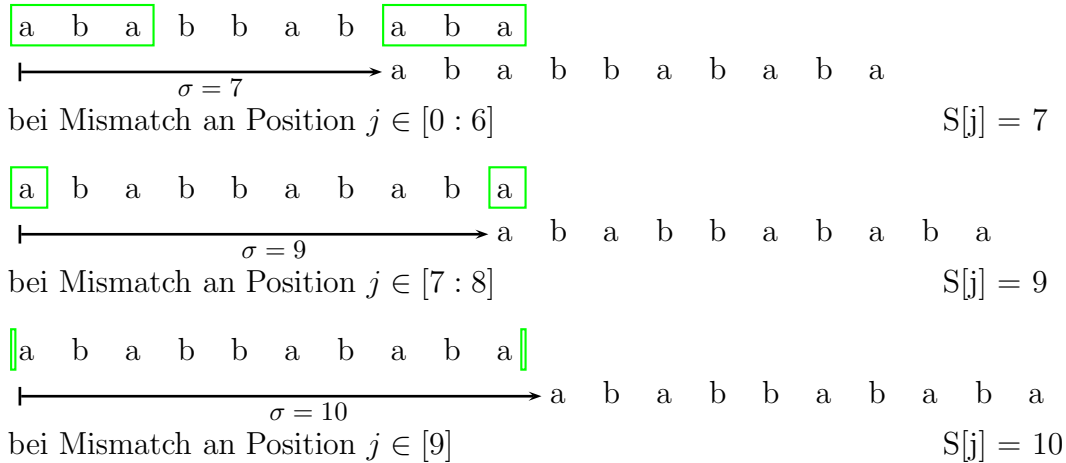 a b a b b a b a b a
a b a b b a b a b a
σ = 7
bei Mismatch an Position j ∈ [0 : 6] S[j] = 7
a b a b b a b a b a
a b a b b a b a b a
σ = 9
bei Mismatch an Position j ∈ [7 : 8] S[j] = 9
a b a b b a b a b a
a b a b b a b a b a
σ = 10
bei Mismatch an Position j ∈ [9] S[j] = 10